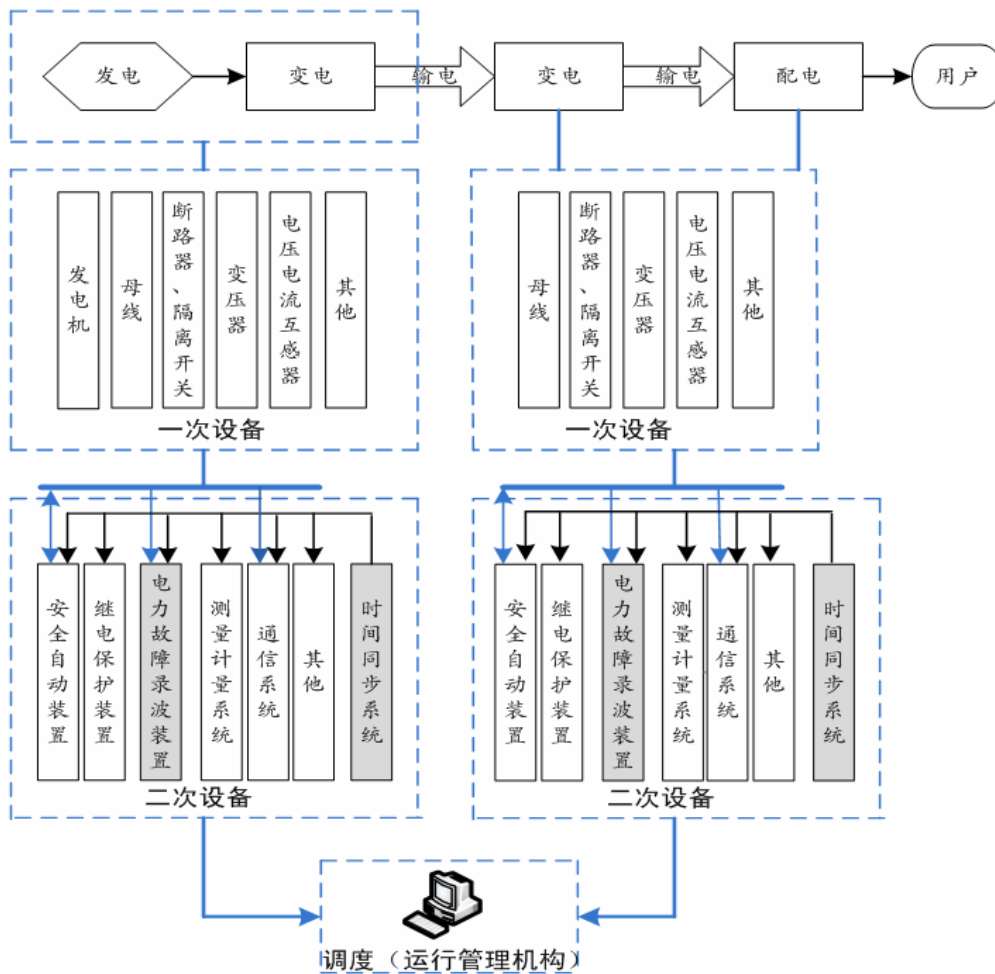 发电
变电
输电
变电
输电
配电
用户
发电机
母线
断路器、隔离开关
变压器
电压电流互感器
其他
一次设备
母线
断路器、隔离开关
变压器
电压电流互感器
其他
一次设备
安全自动装置
继电保护装置
电力故障录波装置
测量计量系统
通信系统
其他
时间同步系统
二次设备
安全自动装置
继电保护装置
电力故障录波装置
测量计量系统
通信系统
其他
时间同步系统
二次设备
调度（运行管理机构）